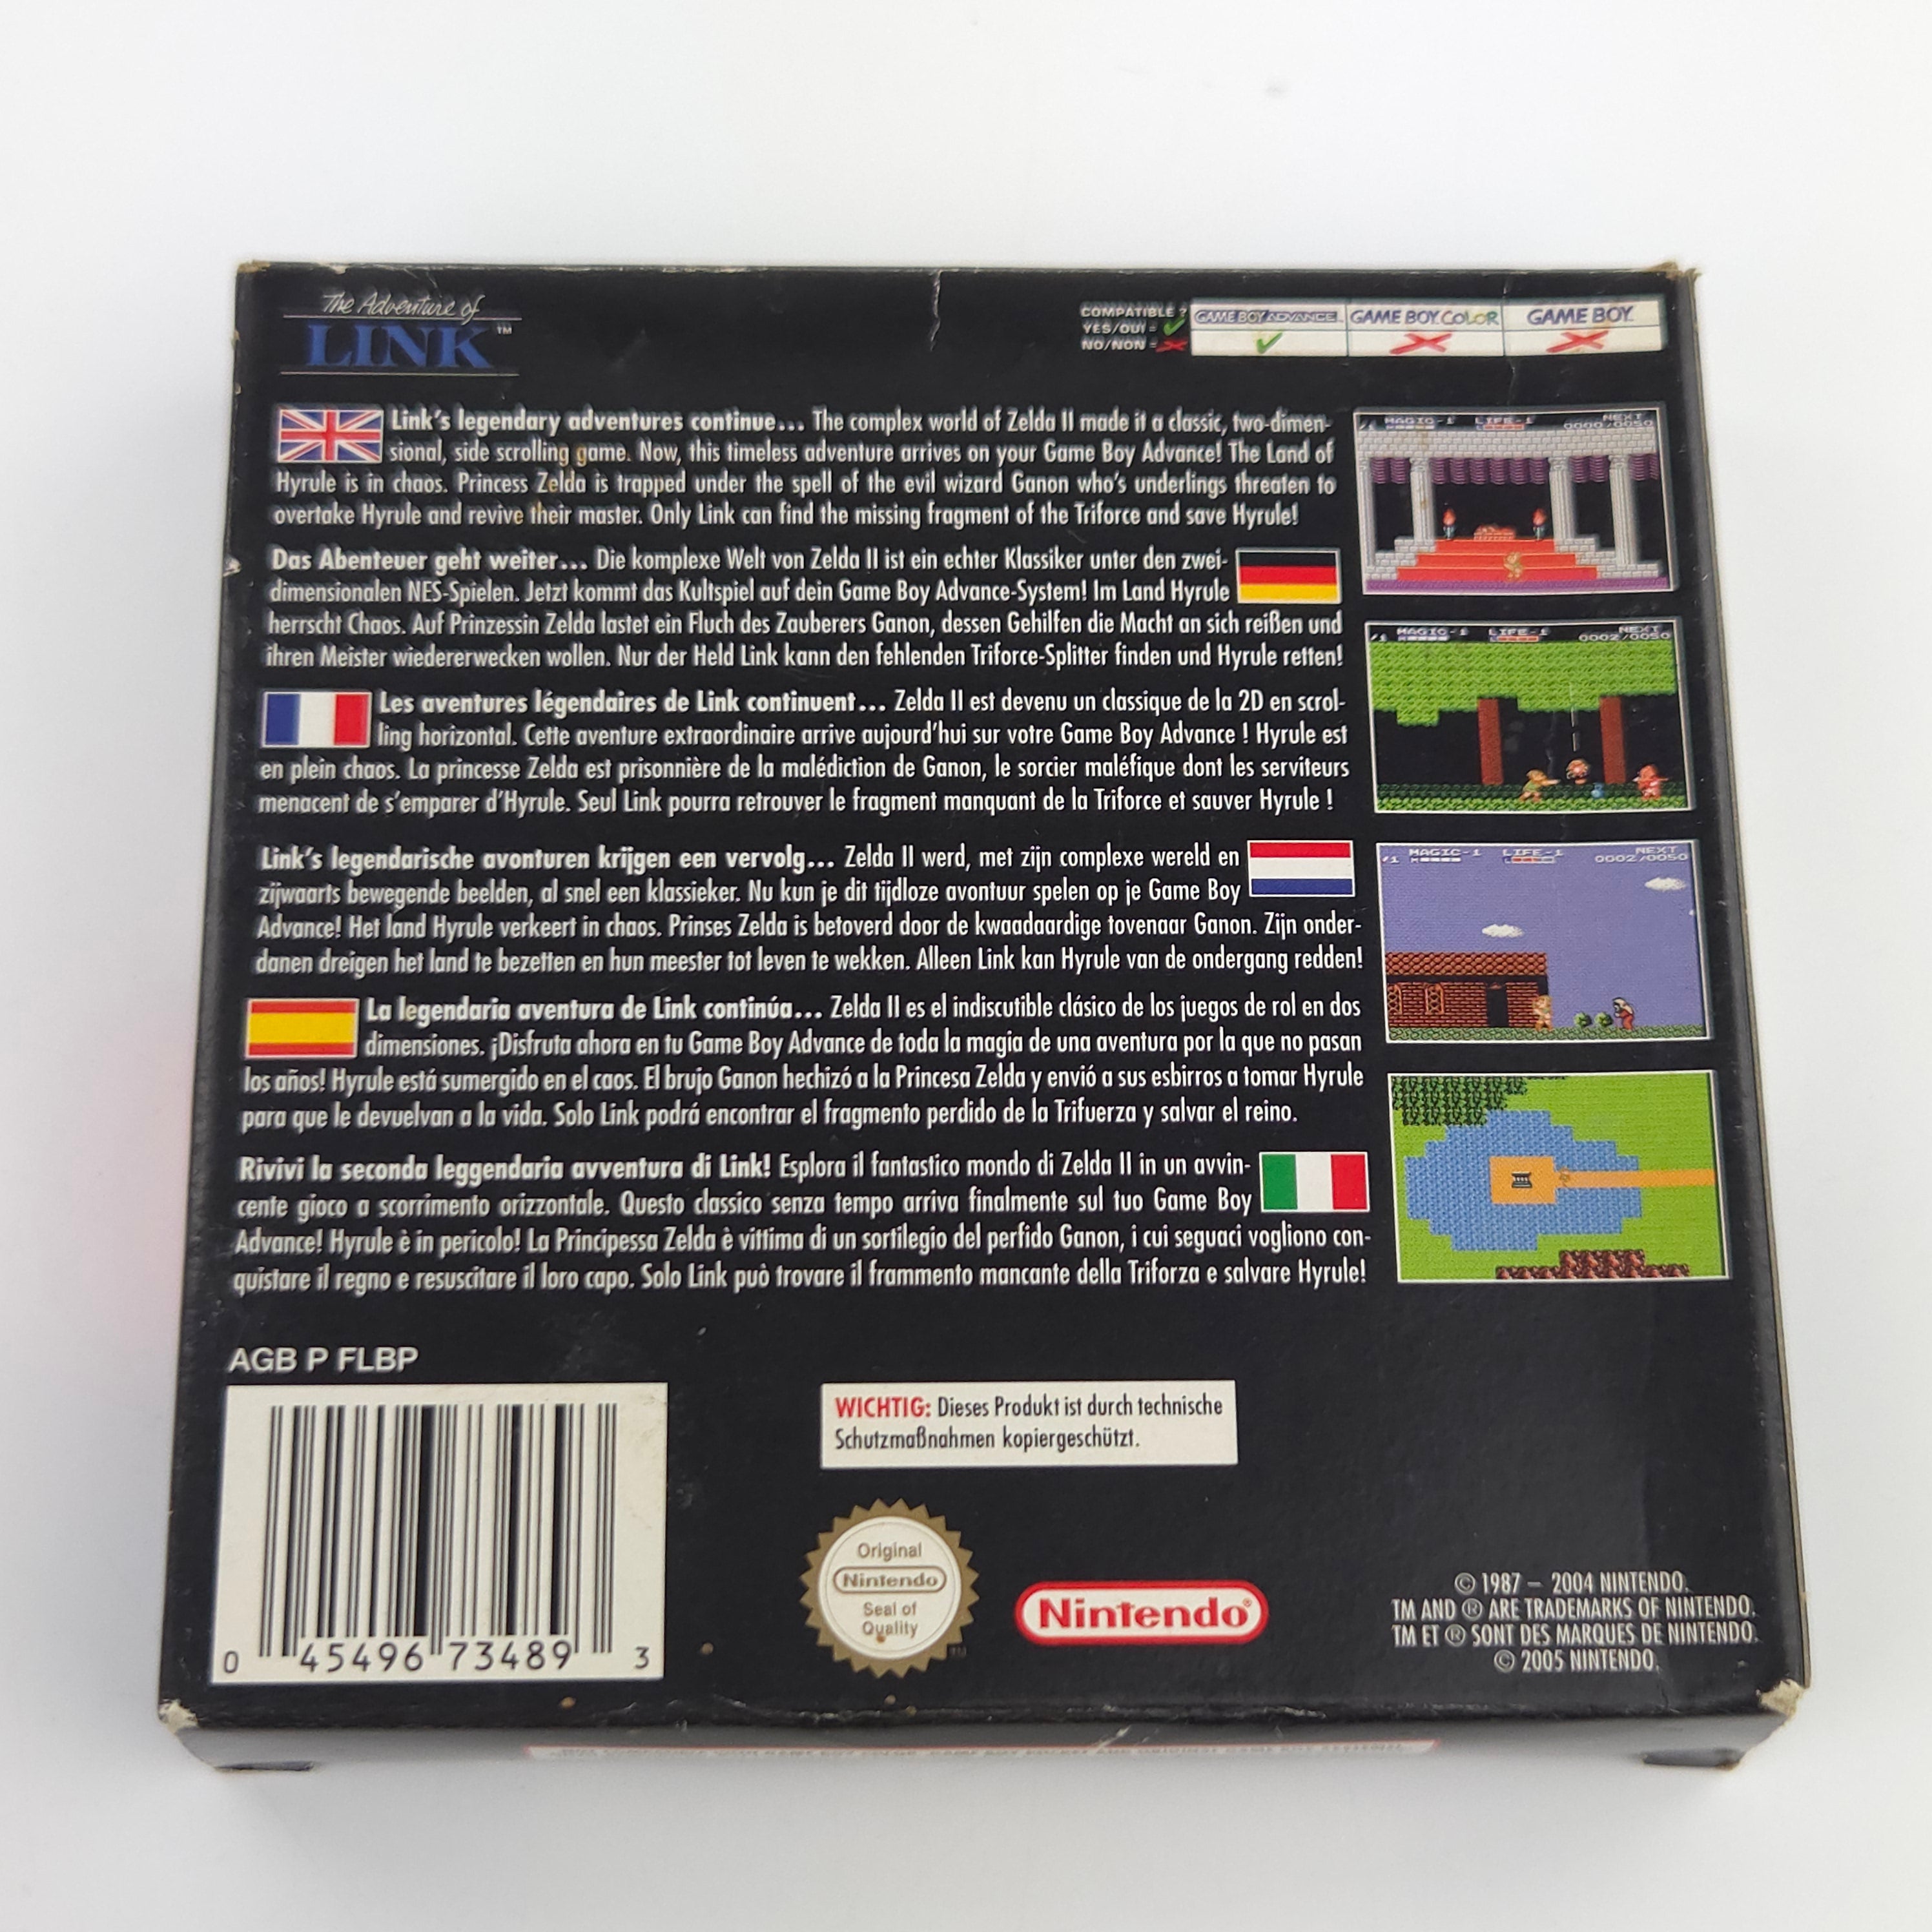 The Adventure of
LINK™
COMPATIBLE ?
YES/OUI =
NO/NON =
GAME BOY ADVANCE
GAME BOY COLOR
GAME BOY
Link's legendary adventures continue... The complex world of Zelda II made it a classic, two-dimen-
sional, side scrolling game. Now, this timeless adventure arrives on your Game Boy Advance! The Land of
Hyrule is in chaos. Princess Zelda is trapped under the spell of the evil wizard Ganon who's underlings threaten to
overtake Hyrule and revive their master. Only Link can find the missing fragment of the Triforce and save Hyrule!
Das Abenteuer geht weiter... Die komplexe Welt von Zelda II ist ein echter Klassiker unter den zwei-
dimensionalen NES-Spielen. Jetzt kommt das Kultspiel auf dein Game Boy Advance-System! Im Land Hyrule
herrscht Chaos. Auf Prinzessin Zelda lastet ein Fluch des Zauberers Ganon, dessen Gehilfen die Macht an sich reißen und
ihren Meister wiedererwecken wollen. Nur der Held Link kann den fehlenden Triforce-Splitter finden und Hyrule retten!
Les aventures légendaires de Link continuent... Zelda II est devenu un classique de la 2D en scrol-
ling horizontal. Cette aventure extraordinaire arrive aujourd'hui sur votre Game Boy Advance ! Hyrule est
en plein chaos. La princesse Zelda est prisonnière de la malédiction de Ganon, le sorcier maléfique dont les serviteurs
menacent de s'emparer d'Hyrule. Seul Link pourra retrouver le fragment manquant de la Triforce et sauver Hyrule !
Link's legendarische avonturen krijgen een vervolg... Zelda II werd, met zijn complexe wereld en
zijwaarts bewegende beelden, al snel een klassieker. Nu kun je dit tijdloze avontuur spelen op je Game Boy
Advance! Het land Hyrule verkeert in chaos. Prinses Zelda is betoverd door de kwaadaardige tovenaar Ganon. Zijn onder-
danen dreigen het land te bezetten en hun meester tot leven te wekken. Alleen Link kan Hyrule van de ondergang redden!
La legendaria aventura de Link continúa... Zelda II es el indiscutible clásico de los juegos de rol en dos
dimensiones. ¡Disfruta ahora en tu Game Boy Advance de toda la magia de una aventura por la que no pasan
los años! Hyrule está sumergido en el caos. El brujo Ganon hechizó a la Princesa Zelda y envió a sus esbirros a tomar Hyrule
para que le devuelvan a la vida. Solo Link podrá encontrar el fragmento perdido de la Trifuerza y salvar el reino.
Rivivi la seconda leggendaria avventura di Link! Esplora il fantastico mondo di Zelda II in un avvin-
cente gioco a scorrimento orizzontale. Questo classico senza tempo arriva finalmente sul tuo Game Boy
Advance! Hyrule è in pericolo! La Principessa Zelda è vittima di un sortilegio del perfido Ganon, i cui seguaci vogliono con-
quistare il regno e resuscitare il loro capo. Solo Link può trovare il frammento mancante della Triforza e salvare Hyrule!
MAGIC-1 LIFE-1 NEXT
0000/0050
MAGIC-1 LIFE-1 NEXT
0002/0050
MAGIC-1 LIFE-1 NEXT
0002/0050
AGB P FLBP
0 45496 73489 3
WICHTIG: Dieses Produkt ist durch technische
Schutzmaßnahmen kopiergeschützt.
Original
Nintendo
Seal of
Quality
TM
Nintendo®
© 1987 – 2004 NINTENDO.
TM AND ® ARE TRADEMARKS OF NINTENDO.
TM ET ® SONT DES MARQUES DE NINTENDO.
© 2005 NINTENDO.